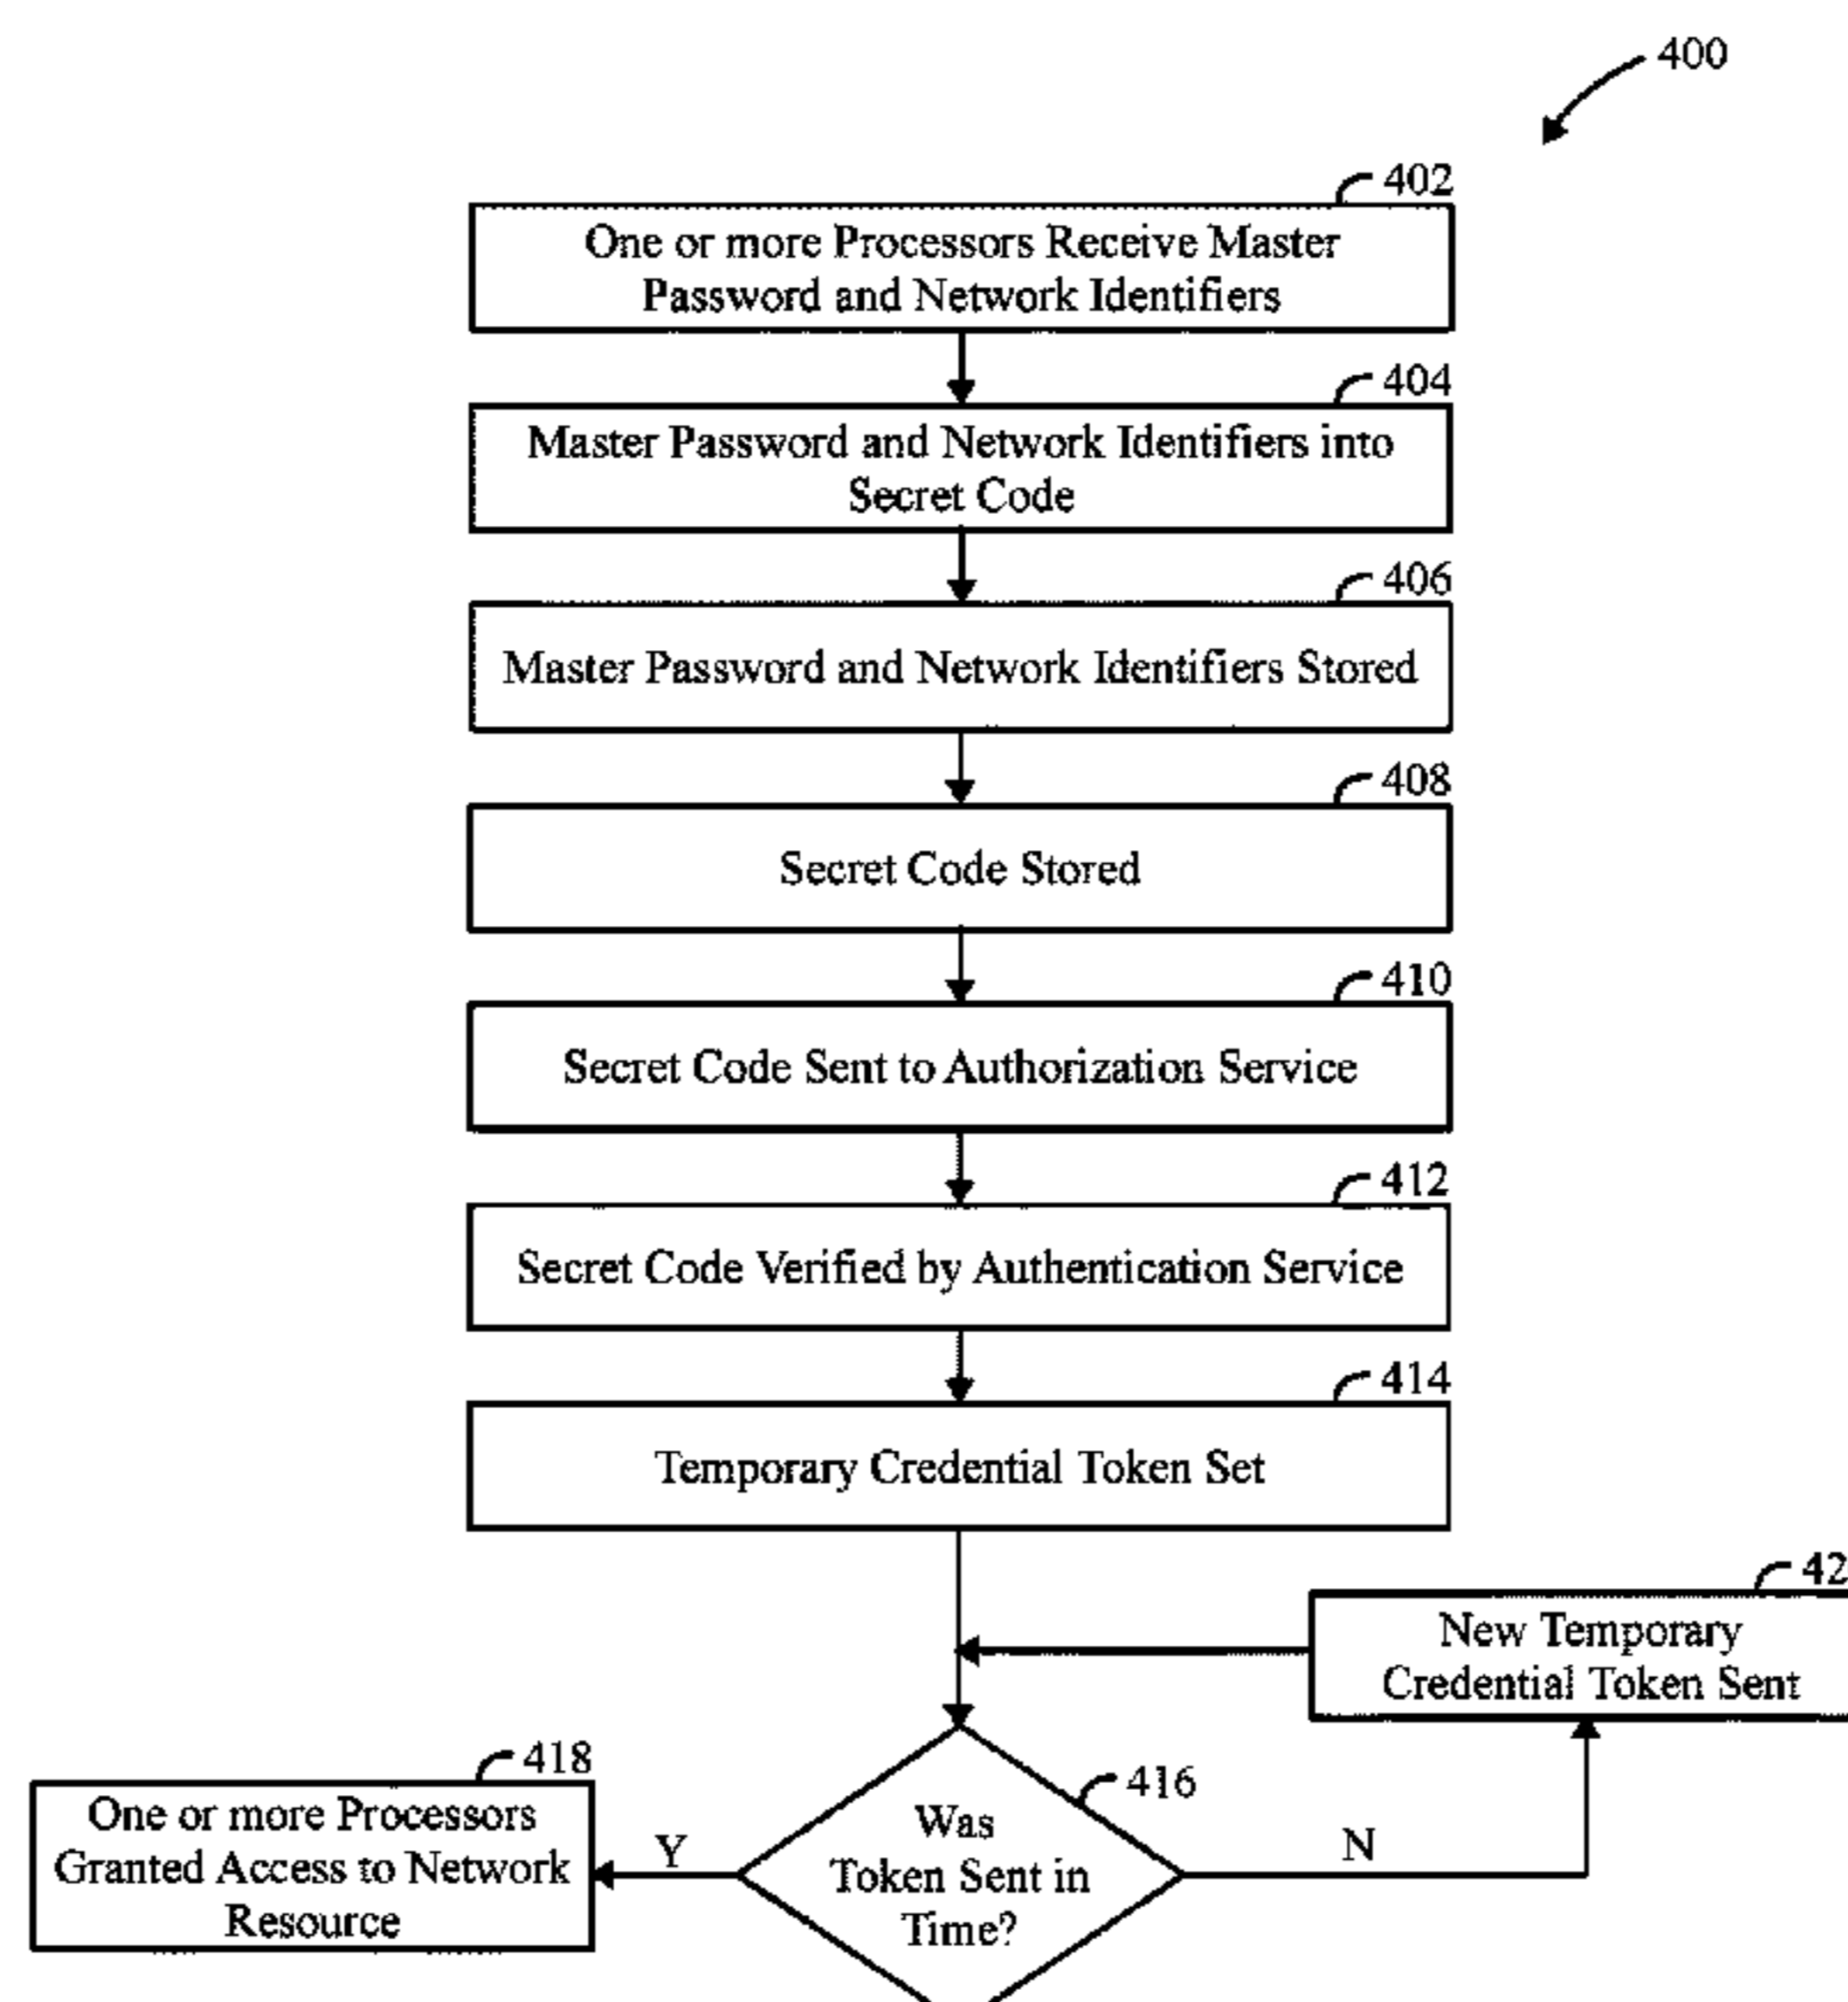 400
402
One or more Processors Receive Master
Password and Network Identifiers
404
Master Password and Network Identifiers into
Secret Code
406
Master Password and Network Identifiers Stored
408
Secret Code Stored
410
Secret Code Sent to Authorization Service
412
Secret Code Verified by Authentication Service
414
Temporary Credential Token Set
42
New Temporary
Credential Token Sent
416
Was
Token Sent in
Time?
Y
N
418
One or more Processors
Granted Access to Network
Resource